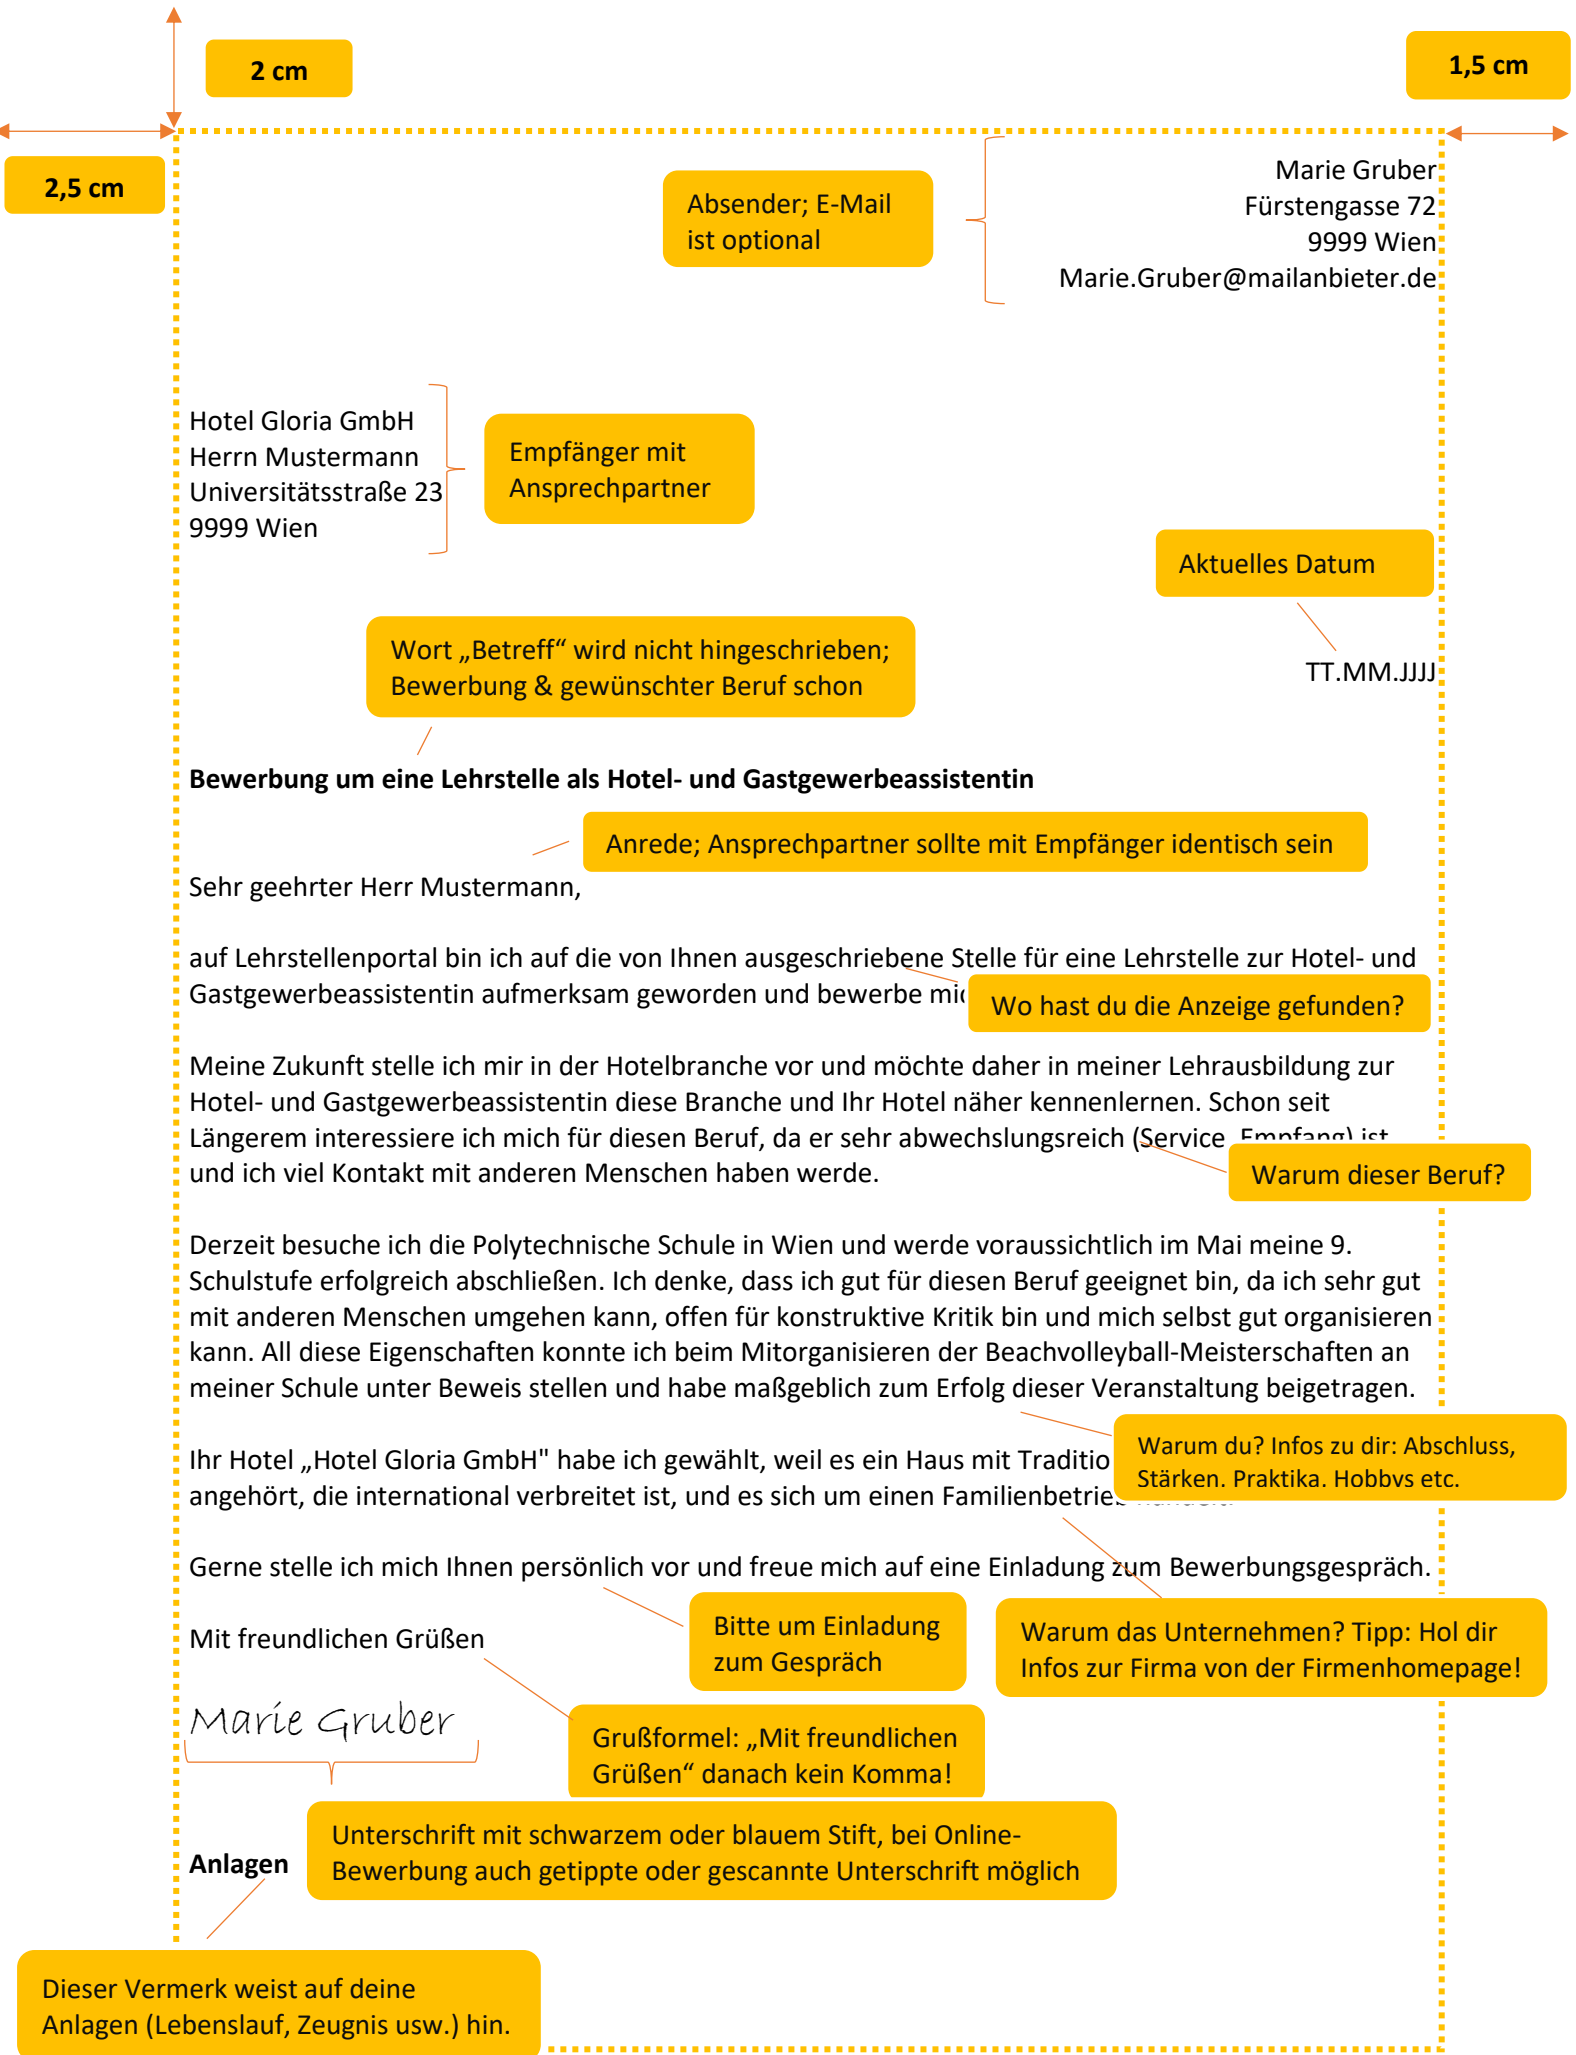 2 cm
1,5 cm
2,5 cm
Absender; E-Mail
ist optional
Marie Gruber
Fürstengasse 72
9999 Wien
Marie.Gruber@mailanbieter.de
Hotel Gloria GmbH
Herrn Mustermann
Universitätsstraße 23
9999 Wien
Empfänger mit
Ansprechpartner
Aktuelles Datum
TT.MM.JJJJ
Wort „Betreff“ wird nicht hingeschrieben;
Bewerbung & gewünschter Beruf schon
Bewerbung um eine Lehrstelle als Hotel- und Gastgewerbeassistentin
Anrede; Ansprechpartner sollte mit Empfänger identisch sein
Sehr geehrter Herr Mustermann,
auf Lehrstellenportal bin ich auf die von Ihnen ausgeschriebene Stelle für eine Lehrstelle zur Hotel- und
Gastgewerbeassistentin aufmerksam geworden und bewerbe
Wo hast du die Anzeige gefunden?
Meine Zukunft stelle ich mir in der Hotelbranche vor und möchte daher in meiner Lehrausbildung zur
Hotel- und Gastgewerbeassistentin diese Branche und Ihr Hotel näher kennenlernen. Schon seit
Längerem interessiere ich mich für diesen Beruf, da er sehr abwechslungsreich (Service, Empfang) ist
und ich viel Kontakt mit anderen Menschen haben werde.
Warum dieser Beruf?
Derzeit besuche ich die Polytechnische Schule in Wien und werde voraussichtlich im Mai meine 9.
Schulstufe erfolgreich abschließen. Ich denke, dass ich gut für diesen Beruf geeignet bin, da ich sehr gut
mit anderen Menschen umgehen kann, offen für konstruktive Kritik bin und mich selbst gut organisieren
kann. All diese Eigenschaften konnte ich beim Mitorganisieren der Beachvolleyball-Meisterschaften an
meiner Schule unter Beweis stellen und habe maßgeblich zum Erfolg dieser Veranstaltung beigetragen.
Warum du? Infos zu dir: Abschluss,
Stärken, Praktika, Hobbys etc.
Ihr Hotel „Hotel Gloria GmbH" habe ich gewählt, weil es ein Haus mit
angehört, die international verbreitet ist, und es sich um einen
Gerne stelle ich mich Ihnen persönlich vor und freue mich auf eine Einladung zum Bewerbungsgespräch.
Bitte um Einladung
zum Gespräch
Warum das Unternehmen? Tipp: Hol dir
Infos zur Firma von der Firmenhomepage!
Mit freundlichen Grüßen
Marie Gruber
Grußformel: „Mit freundlichen
Grüßen“ danach kein Komma!
Unterschrift mit schwarzem oder blauem Stift, bei Online-
Bewerbung auch getippte oder gescannte Unterschrift möglich
Anlagen
Dieser Vermerk weist auf deine
Anlagen (Lebenslauf, Zeugnis usw.) hin.